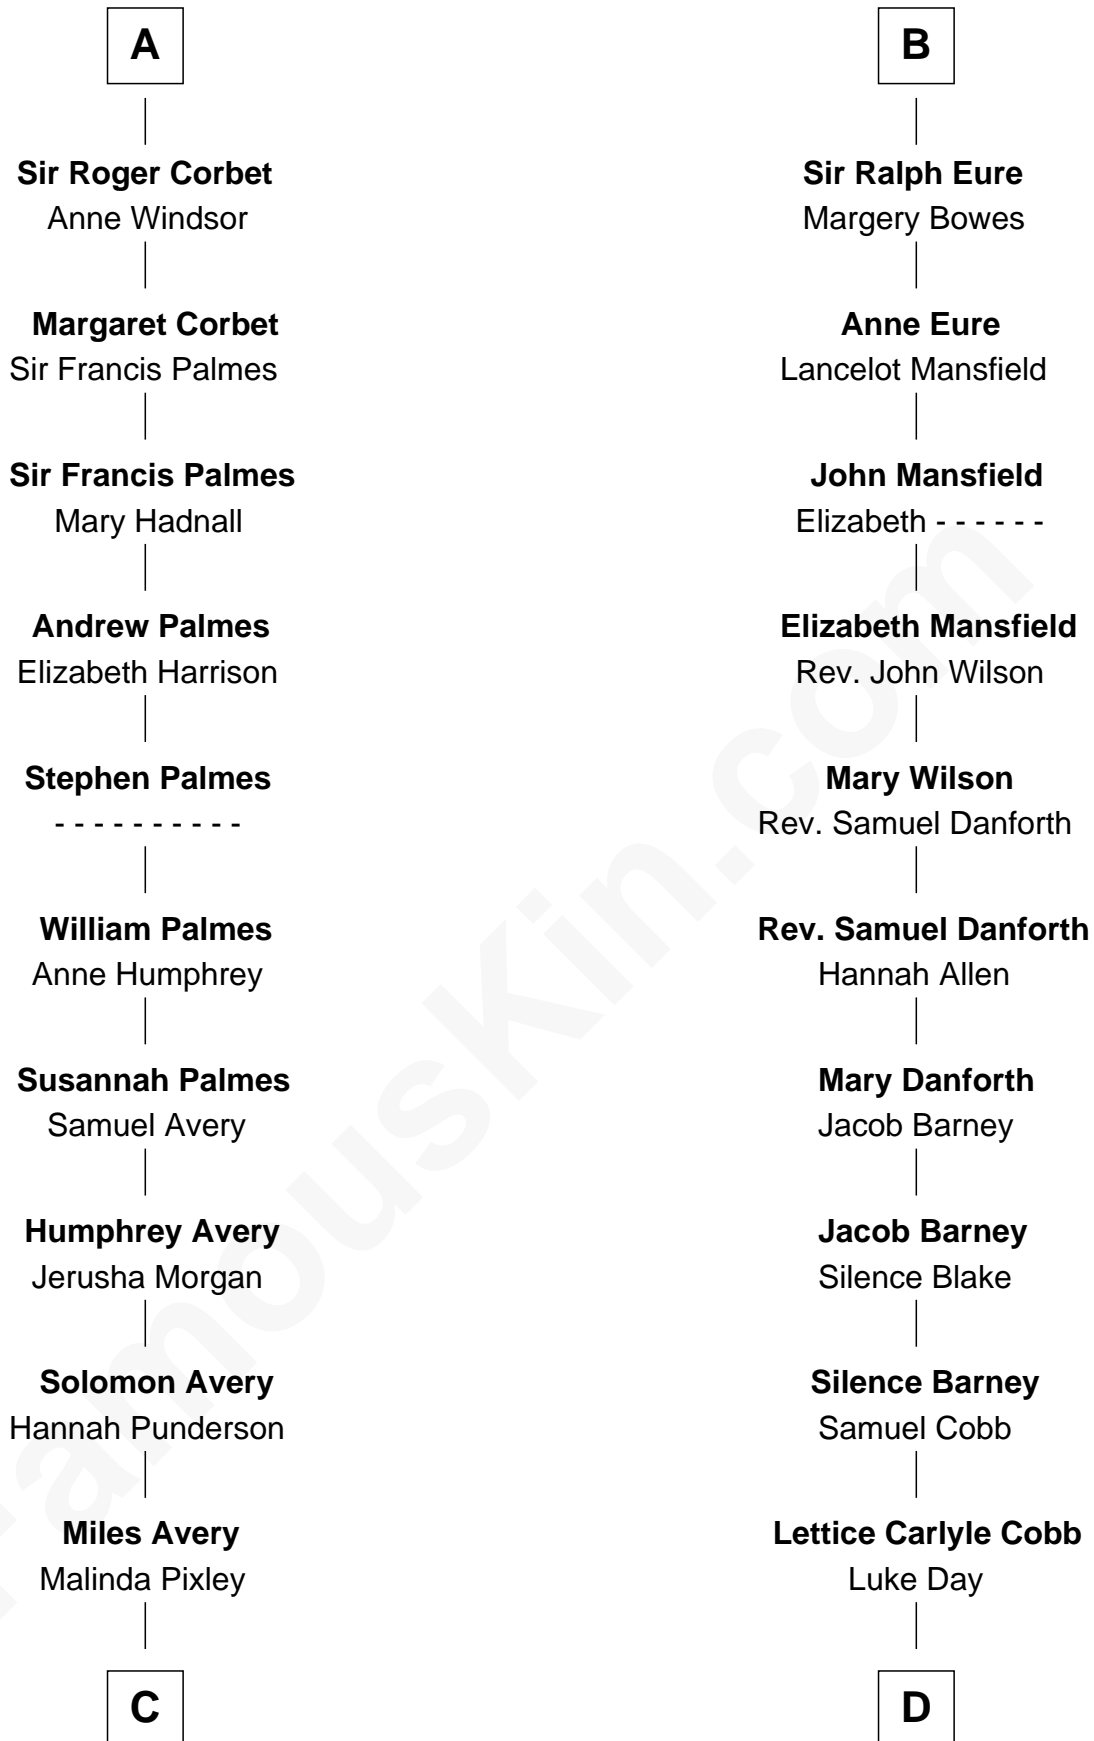 A
Sir Roger Corbet
Anne Windsor
Margaret Corbet
Sir Francis Palmes
Sir Francis Palmes
Mary Hadnall
Andrew Palmes
Elizabeth Harrison
Stephen Palmes
- - - - - - - - - -
William Palmes
Anne Humphrey
Susannah Palmes
Samuel Avery
Humphrey Avery
Jerusha Morgan
Solomon Avery
Hannah Punderson
Miles Avery
Malinda Pixley
C
B
Sir Ralph Eure
Margery Bowes
Anne Eure
Lancelot Mansfield
John Mansfield
Elizabeth - - - - - -
Elizabeth Mansfield
Rev. John Wilson
Mary Wilson
Rev. Samuel Danforth
Rev. Samuel Danforth
Hannah Allen
Mary Danforth
Jacob Barney
Jacob Barney
Silence Blake
Silence Barney
Samuel Cobb
Lettice Carlyle Cobb
Luke Day
D
FamousKin.com